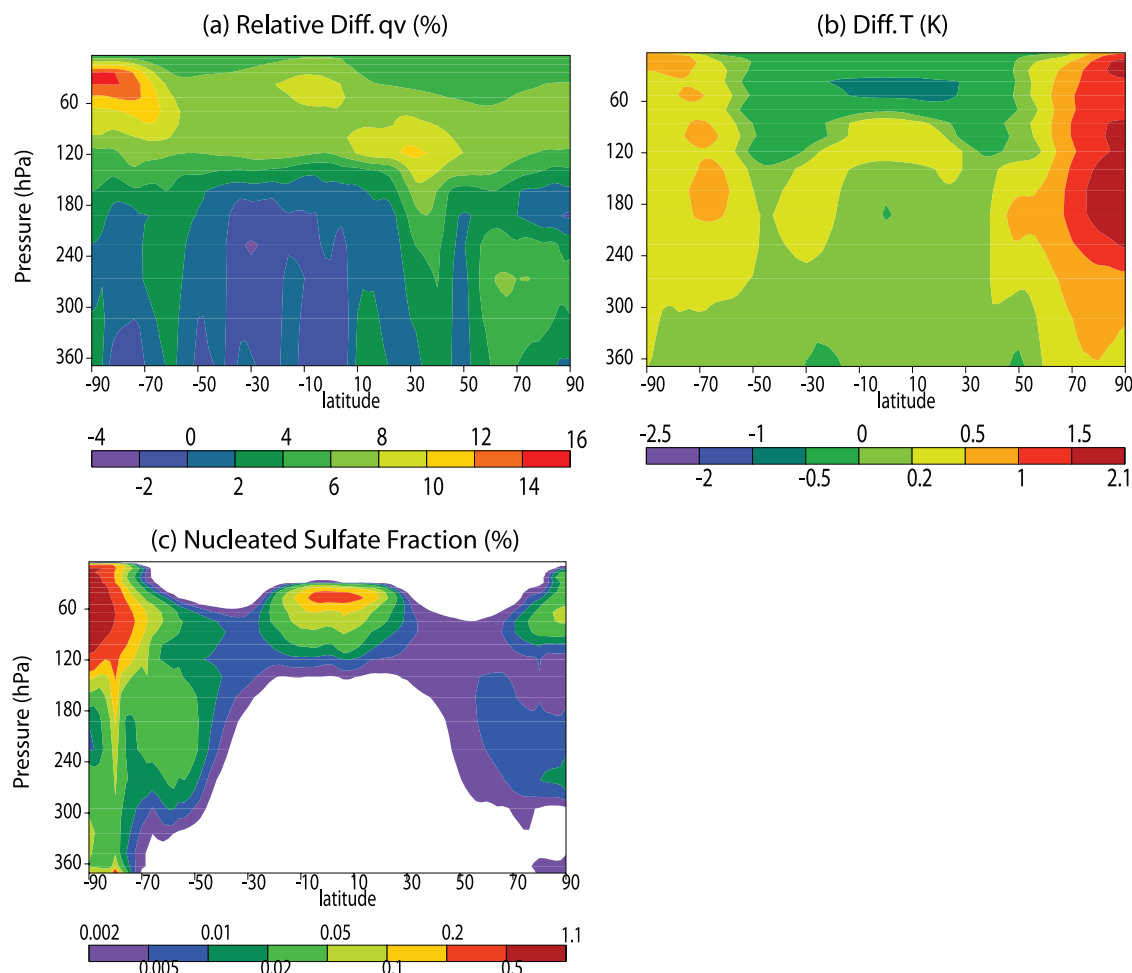 (a) Relative Diff. qv (%)
Pressure (hPa)
60
120
180
240
300
360
-90 -70 -50 -30 -10 10 30 50 70 90
latitude
-4 0 4 8 12 16
-2 2 6 10 14
(b) Diff.T (K)
60
120
180
240
300
360
-90 -70 -50 -30 -10 10 30 50 70 90
latitude
-2.5 -1 0 0.5 1.5
-2 -0.5 0.2 1 2.1
(c) Nucleated Sulfate Fraction (%)
Pressure (hPa)
60
120
180
240
300
360
-90 -70 -50 -30 -10 10 30 50 70 90
latitude
0.002 0.01 0.05 0.2 1.1
0.005 0.02 0.1 0.5